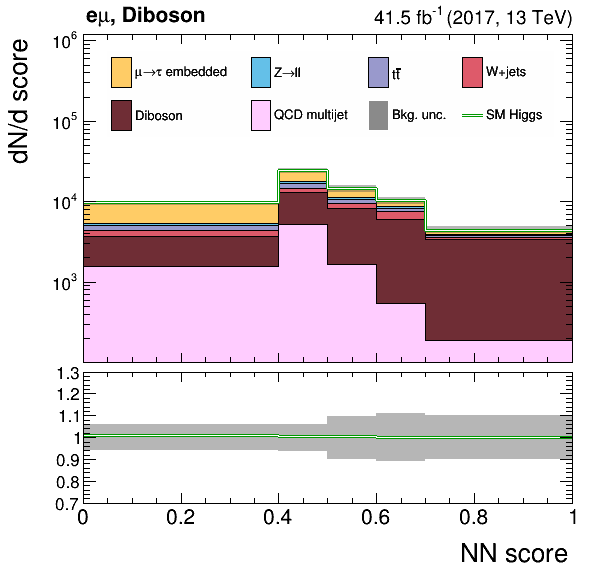 eμ, Diboson 41.5 fb⁻¹ (2017, 13 TeV)
dN/d score
10⁶
10⁵
10⁴
10³
μ→τ embedded Z→ll tt̄ W+jets
Diboson QCD multijet Bkg. unc. SM Higgs
1.3
1.2
1.1
1
0.9
0.8
0.7
0 0.2 0.4 0.6 0.8 1
NN score